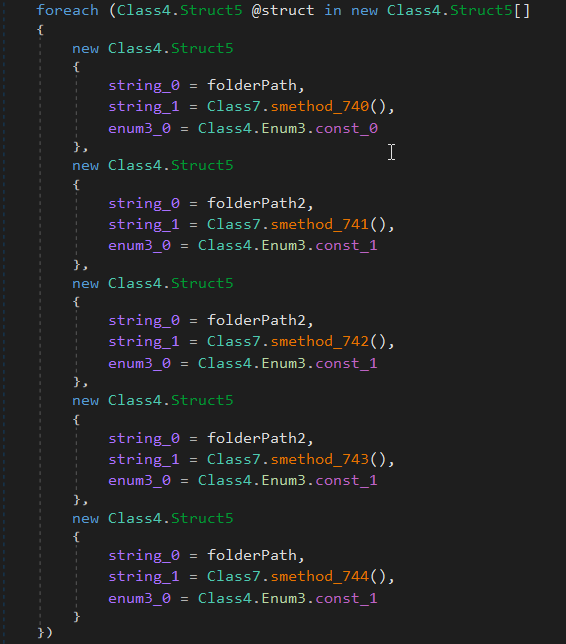 foreach (Class4.Struct5 @struct in new Class4.Struct5[]
{
    new Class4.Struct5
    {
        string_0 = folderPath,
        string_1 = Class7.smethod_740(),
        enum3_0 = Class4.Enum3.const_0
    },
    new Class4.Struct5
    {
        string_0 = folderPath2,
        string_1 = Class7.smethod_741(),
        enum3_0 = Class4.Enum3.const_1
    },
    new Class4.Struct5
    {
        string_0 = folderPath2,
        string_1 = Class7.smethod_742(),
        enum3_0 = Class4.Enum3.const_1
    },
    new Class4.Struct5
    {
        string_0 = folderPath2,
        string_1 = Class7.smethod_743(),
        enum3_0 = Class4.Enum3.const_1
    },
    new Class4.Struct5
    {
        string_0 = folderPath,
        string_1 = Class7.smethod_744(),
        enum3_0 = Class4.Enum3.const_1
    }
})